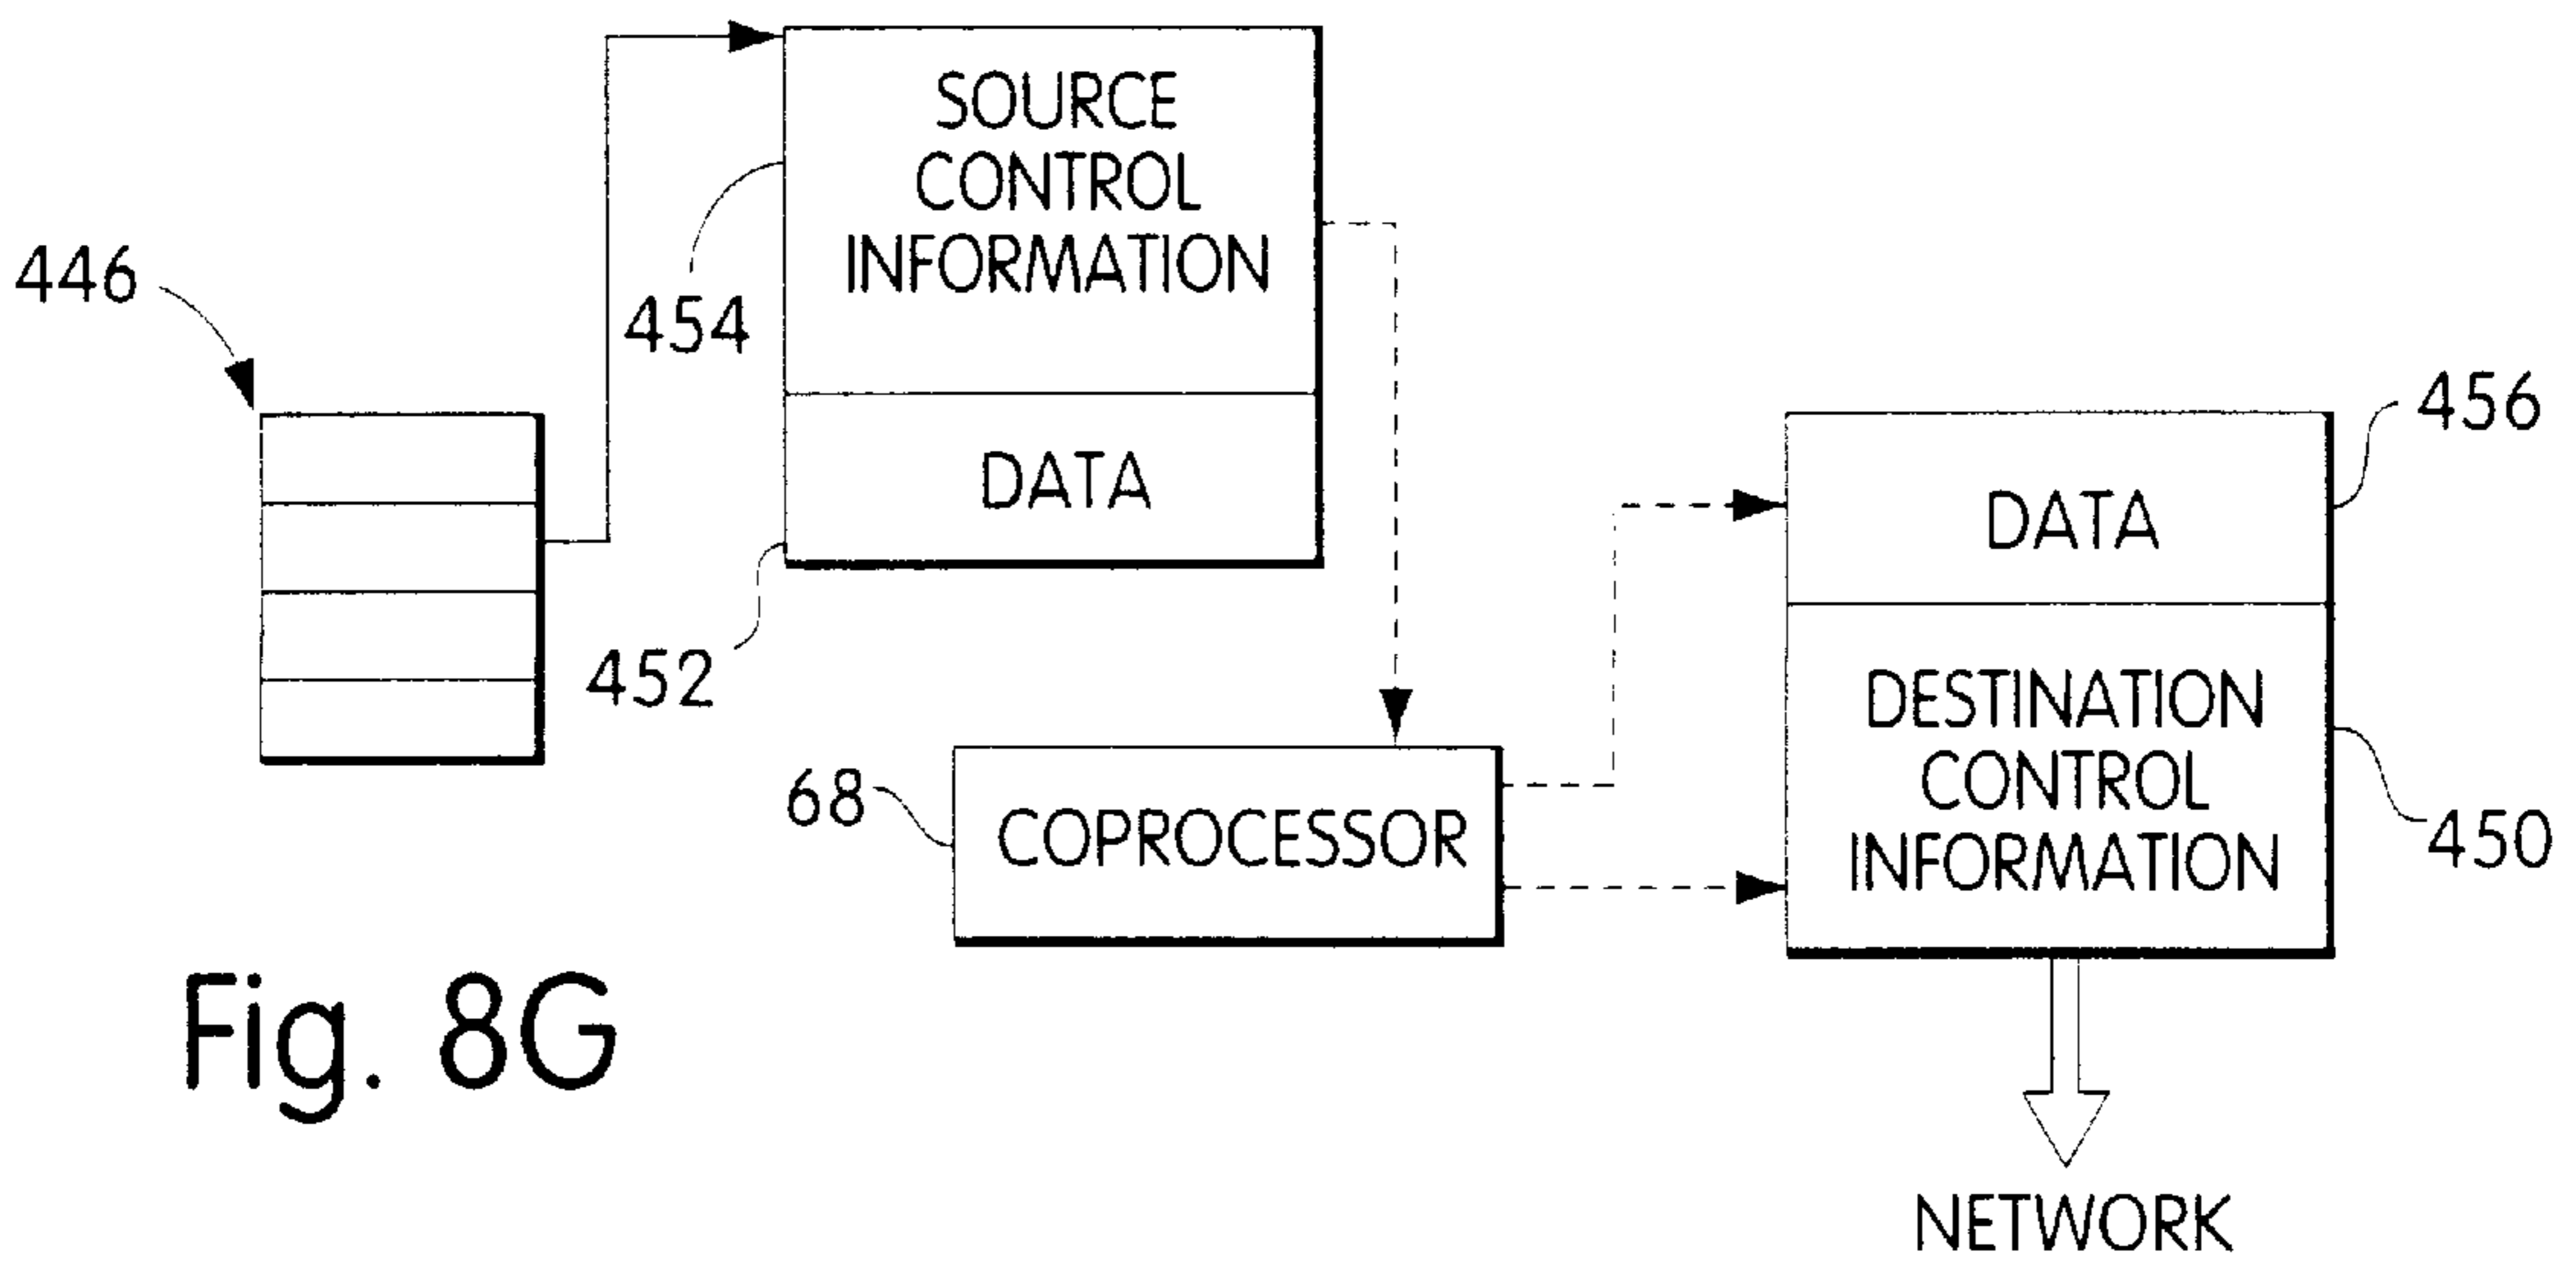 SOURCE
CONTROL
INFORMATION
446
454
DATA
456
DATA
452
DESTINATION
CONTROL
INFORMATION
68
COPROCESSOR
450
Fig. 8G
NETWORK